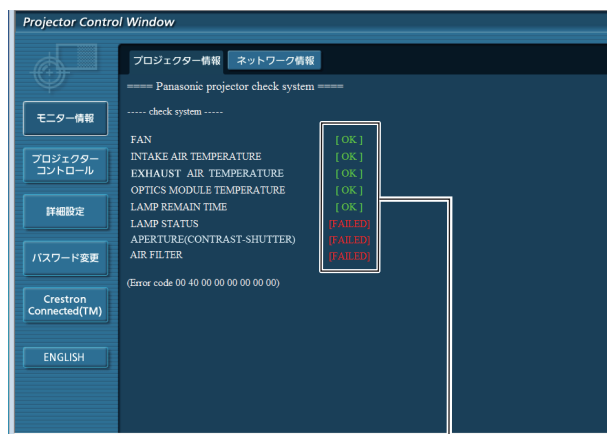 Projector Control Window
プロジェクター情報 ネットワーク情報
==== Panasonic projector check system ====
モニター情報
----- check system -----
FAN [ OK ]
INTAKE AIR TEMPERATURE [ OK ]
プロジェクター
コントロール
EXHAUST AIR TEMPERATURE [ OK ]
OPTICS MODULE TEMPERATURE [ OK ]
LAMP REMAIN TIME [ OK ]
詳細設定
LAMP STATUS [FAILED]
APERTURE(CONTRAST-SHUTTER) [FAILED]
AIR FILTER [FAILED]
パスワード変更
(Error code 00 40 00 00 00 00 00 00)
Crestron
Connected(TM)
ENGLISH